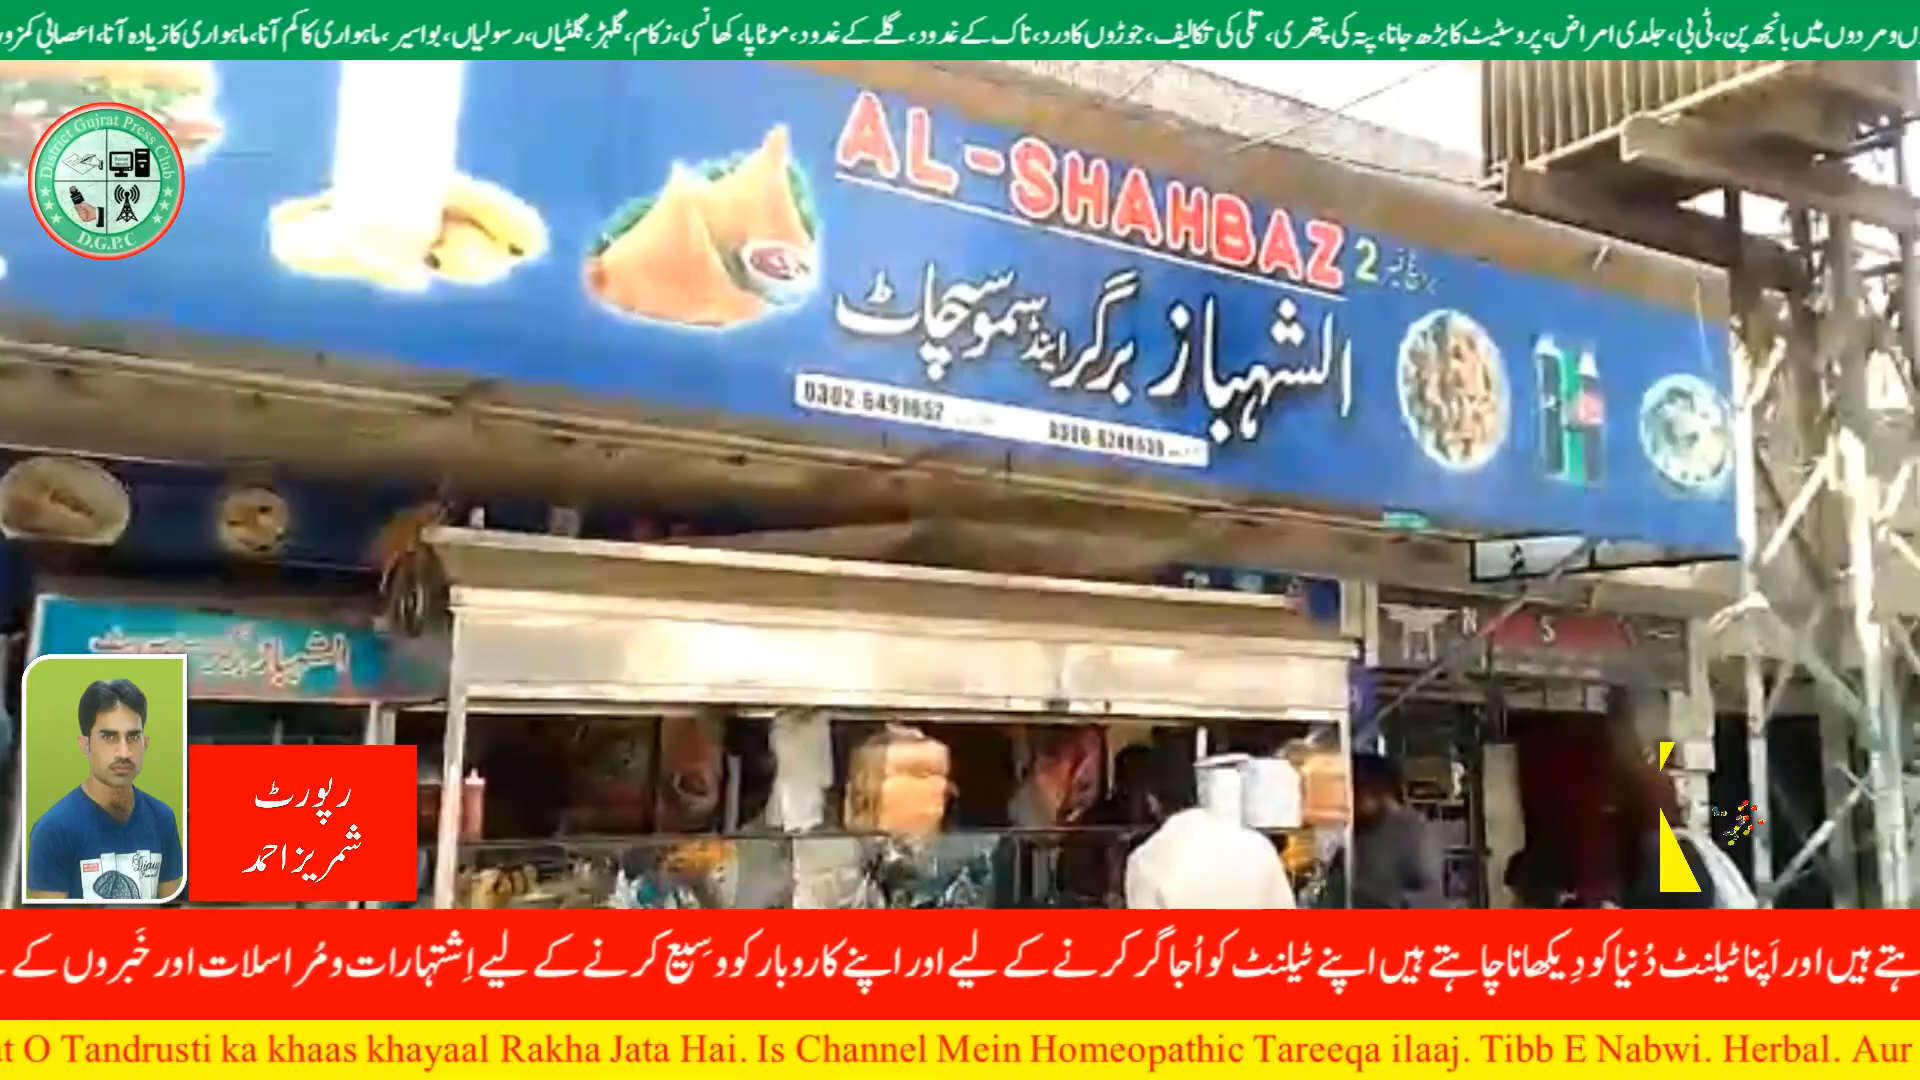 مردوں میں بانجھ پن، ٹی بی، جلدی امراض، پروسٹیٹ کا بڑھ جانا، پتہ کی پتھری، تلی کی تکالیف، جوڑوں کا درد، ناک کے غدود، گلے کے غدود، موٹاپا، کھانسی، زکام، گلہڑ، گلٹیاں، رسولیاں، بواسیر، ماہواری کا کم آنا، ماہواری کا زیادہ آنا، اعصابی کمزو
District Gujrat Press Club
D.G.P.C
AL-SHAHBAZ 2
الشہباز برگر اینڈ سموسہ چاٹ
رپورٹ
شمریز احمد
ہتے ہیں اور اَپنا ٹیلنٹ دُنیا کو دِیکھانا چاہتے ہیں اپنے ٹیلنٹ کو اُجاگر کرنے کے لیے اور اپنے کاروبار کو وسِیع کرنے کے لیے اِشتہارات و مُراسلات اور خَبروں کے
at O Tandrusti ka khaas khayaal Rakha Jata Hai. Is Channel Mein Homeopathic Tareeqa ilaaj. Tibb E Nabwi. Herbal. Aur